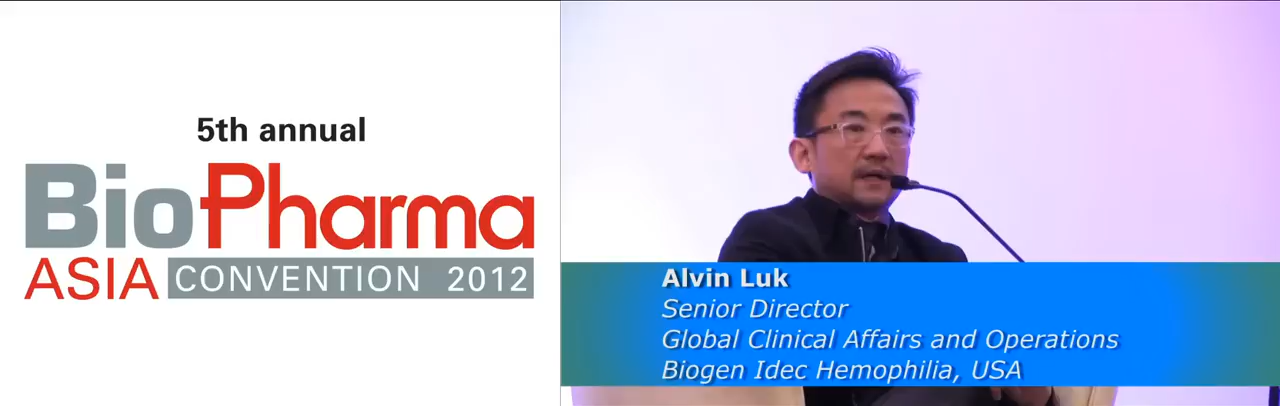 5th annual
BioPharma
ASIA CONVENTION 2012
Alvin Luk
Senior Director
Global Clinical Affairs and Operations
Biogen Idec Hemophilia, USA